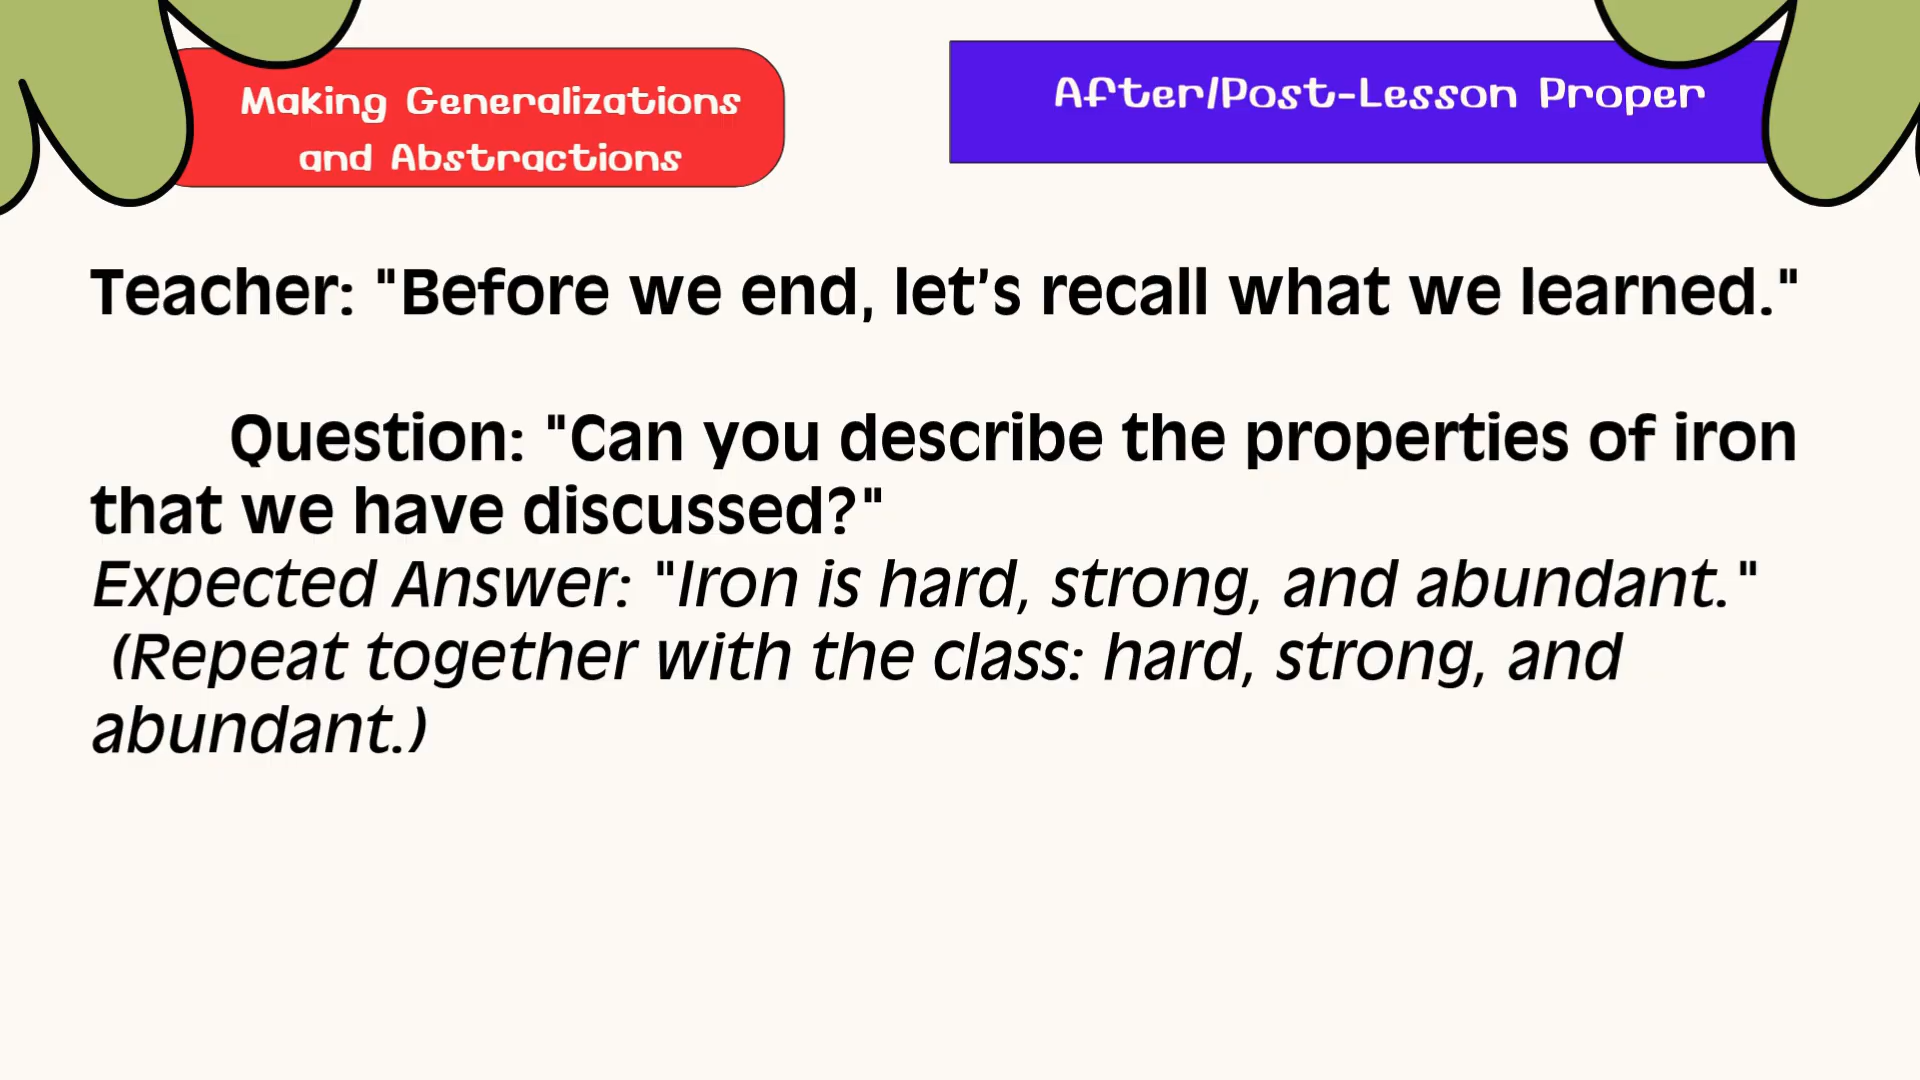 Making Generalizations
and Abstractions
After/Post-Lesson Proper
Teacher: "Before we end, let’s recall what we learned."
Question: "Can you describe the properties of iron
that we have discussed?"
Expected Answer: "Iron is hard, strong, and abundant."
(Repeat together with the class: hard, strong, and
abundant.)